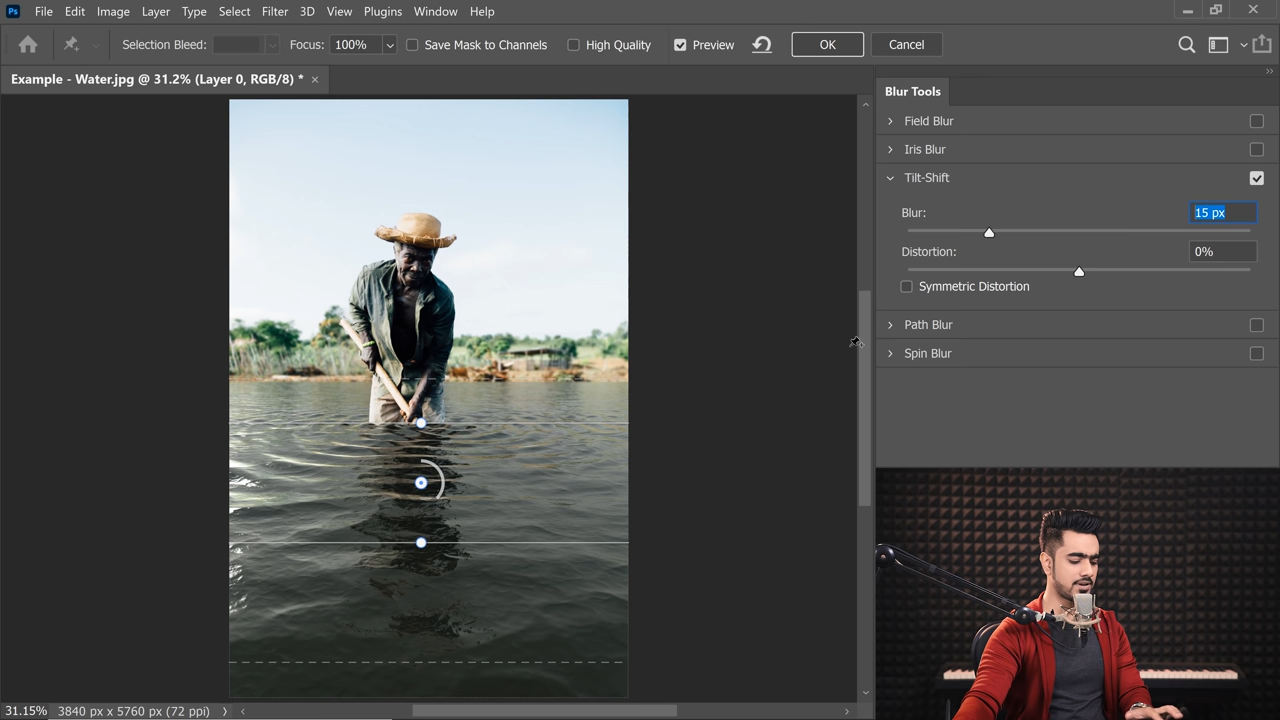 Ps File Edit Image Layer Type Select Filter 3D View Plugins Window Help
Selection Bleed: Focus: 100% Save Mask to Channels High Quality Preview OK Cancel
Example - Water.jpg @ 31.2% (Layer 0, RGB/8) * ×
Blur Tools
Field Blur
Iris Blur
Tilt-Shift
Blur: 15 px
Distortion: 0%
Symmetric Distortion
Path Blur
Spin Blur
31.15% 3840 px x 5760 px (72 ppi)